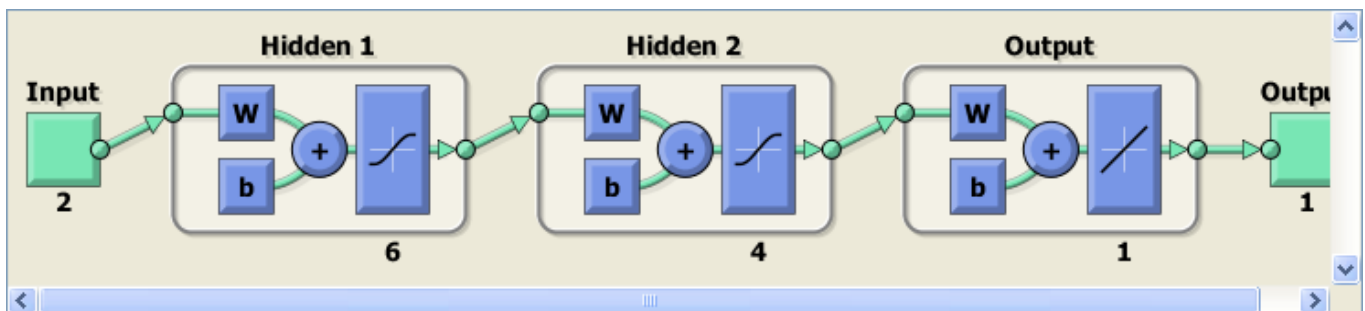 Hidden 1 Hidden 2 Output
Input Outpu
W W W
+ + +
b b b
2 1
6 4 1